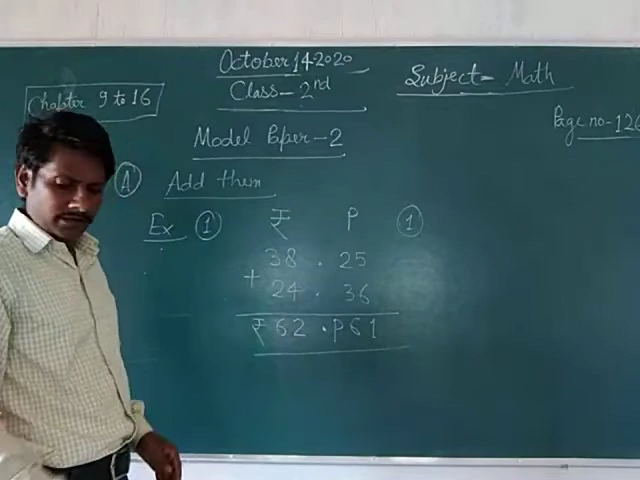 October 14-2020
Subject- Math
Chapter 9 to 16
Class- 2nd
Page no-126
Model Paper-2
A Add them
Ex 1 ₹ P 1
38 . 25
+ 24 . 36
₹ 62 . P 61